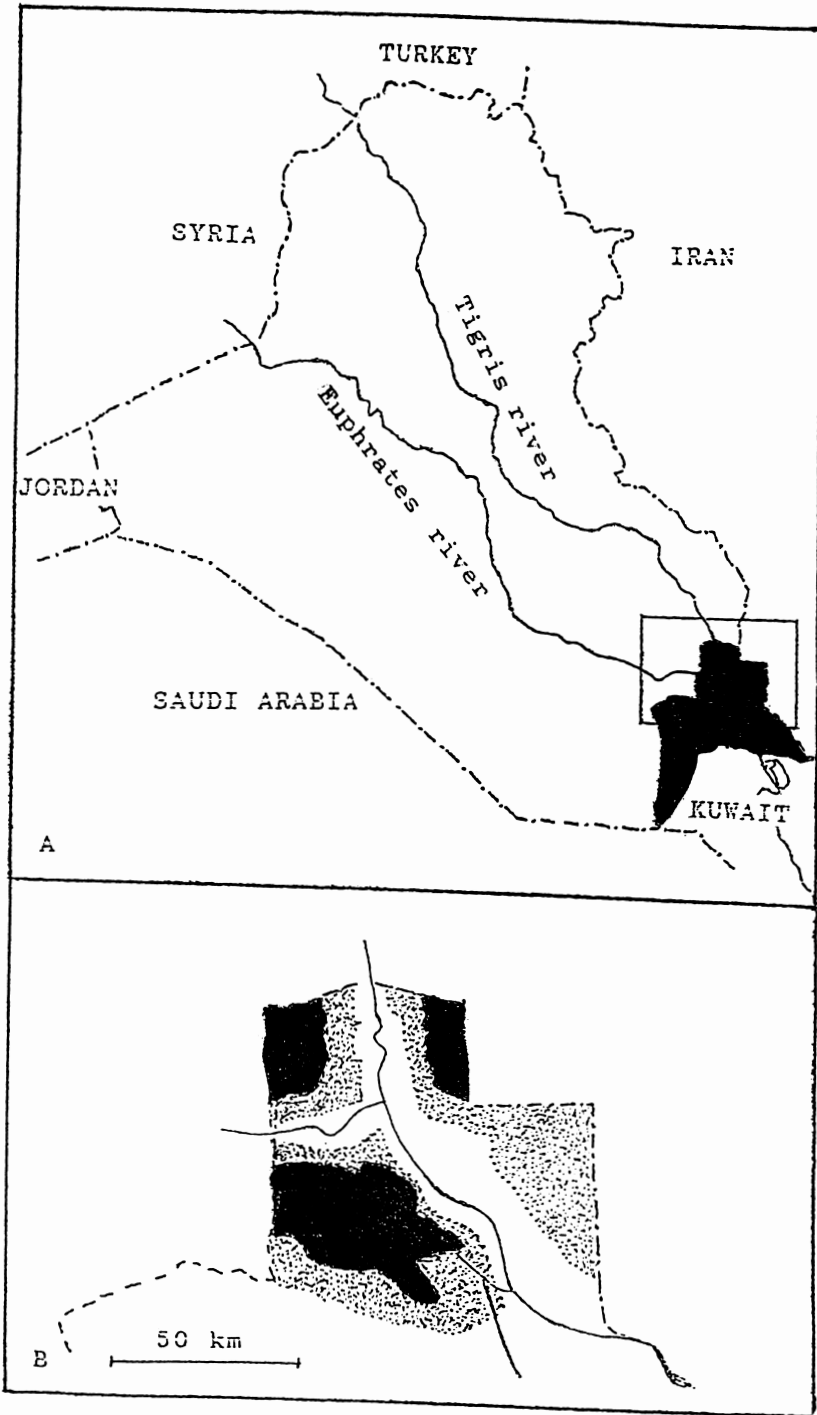 TURKEY
SYRIA
IRAN
Tigris river
Euphrates river
JORDAN
SAUDI ARABIA
KUWAIT
A
50 km
B